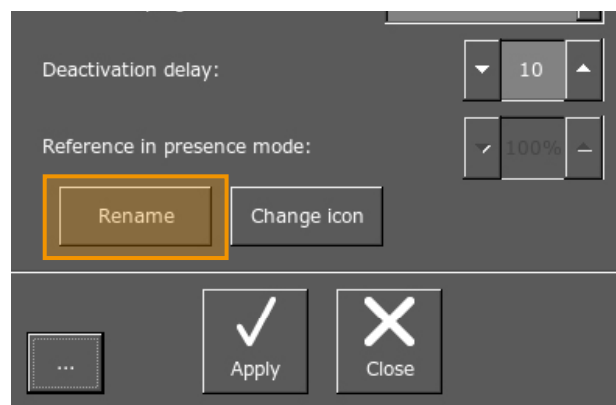 Deactivation delay:
10
Reference in presence mode:
100%
Rename
Change icon
...
Apply
Close